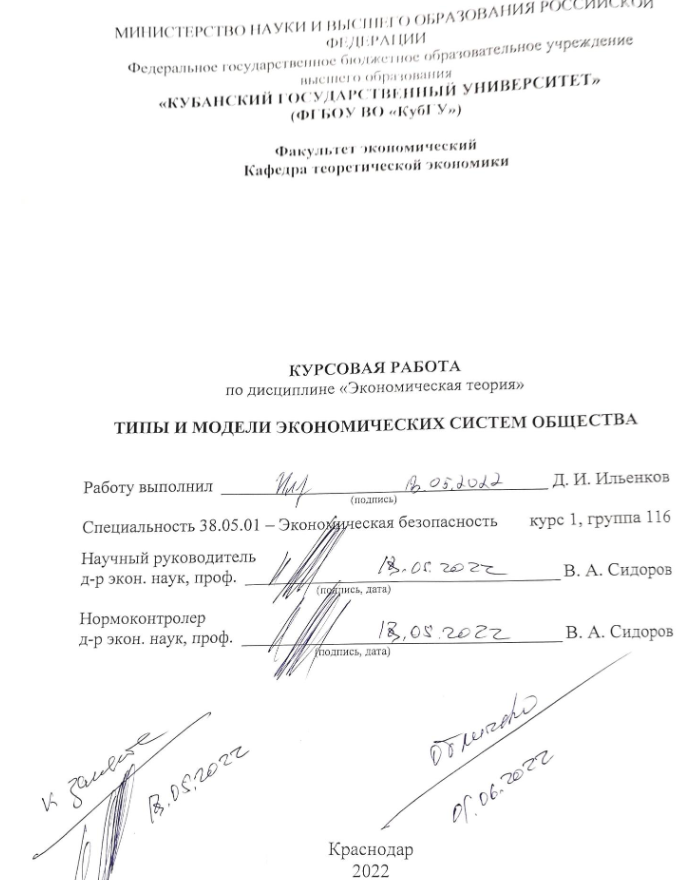 МИНИСТЕРСТВО НАУКИ И ВЫСШЕГО ОБРАЗОВАНИЯ РОССИЙСКОЙ
ФЕДЕРАЦИИ
Федеральное государственное бюджетное образовательное учреждение
высшего образования
«КУБАНСКИЙ ГОСУДАРСТВЕННЫЙ УНИВЕРСИТЕТ»
(ФГБОУ ВО «КубГУ»)
Факультет экономический
Кафедра теоретической экономики
КУРСОВАЯ РАБОТА
по дисциплине «Экономическая теория»
ТИПЫ И МОДЕЛИ ЭКОНОМИЧЕСКИХ СИСТЕМ ОБЩЕСТВА
Работу выполнил 13.05.2022 Д. И. Ильенков
(подпись)
Специальность 38.05.01 – Экономическая безопасность курс 1, группа 116
Научный руководитель
д-р экон. наук, проф. 13.05.2022 В. А. Сидоров
(подпись, дата)
Нормоконтролер
д-р экон. наук, проф. 13.05.2022 В. А. Сидоров
(подпись, дата)
к защите
13.05.2022
отлично
01.06.2022
Краснодар
2022